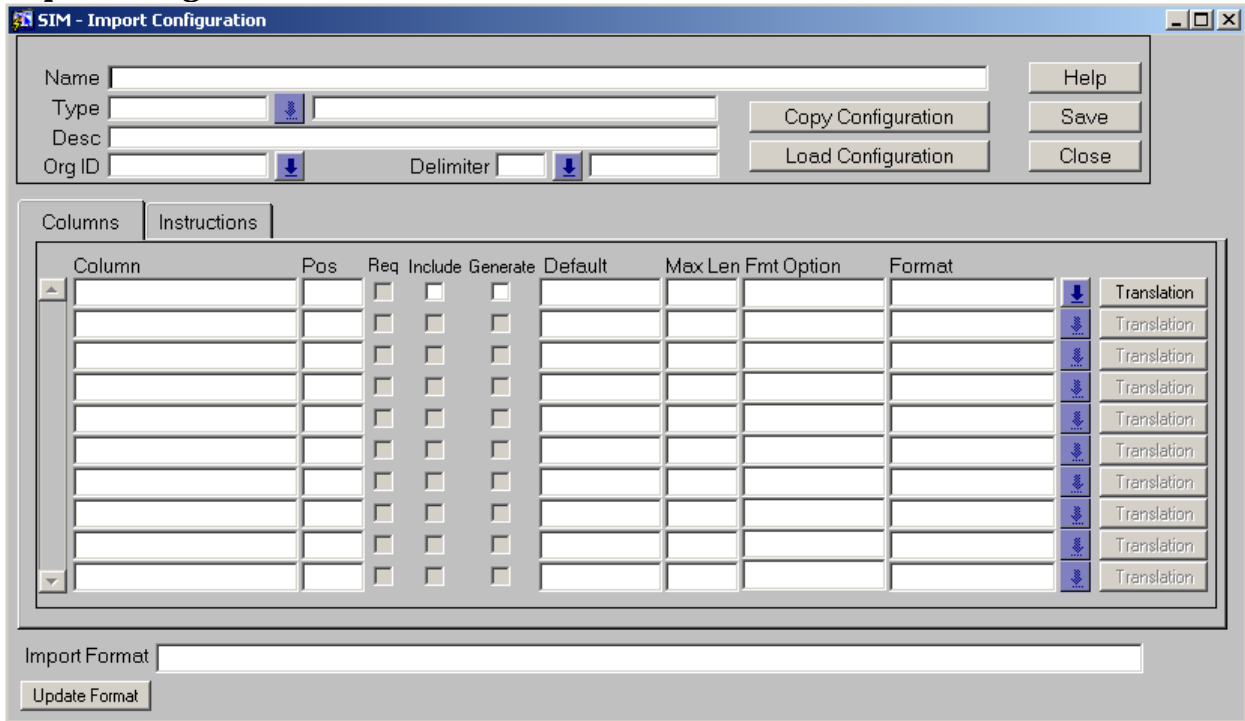 SIM - Import Configuration
Name
Help
Type
Copy Configuration
Save
Desc
Org ID
Delimiter
Load Configuration
Close
Columns
Instructions
Column Pos Req Include Generate Default Max Len Fmt Option Format
Translation
Translation
Translation
Translation
Translation
Translation
Translation
Translation
Translation
Translation
Import Format
Update Format